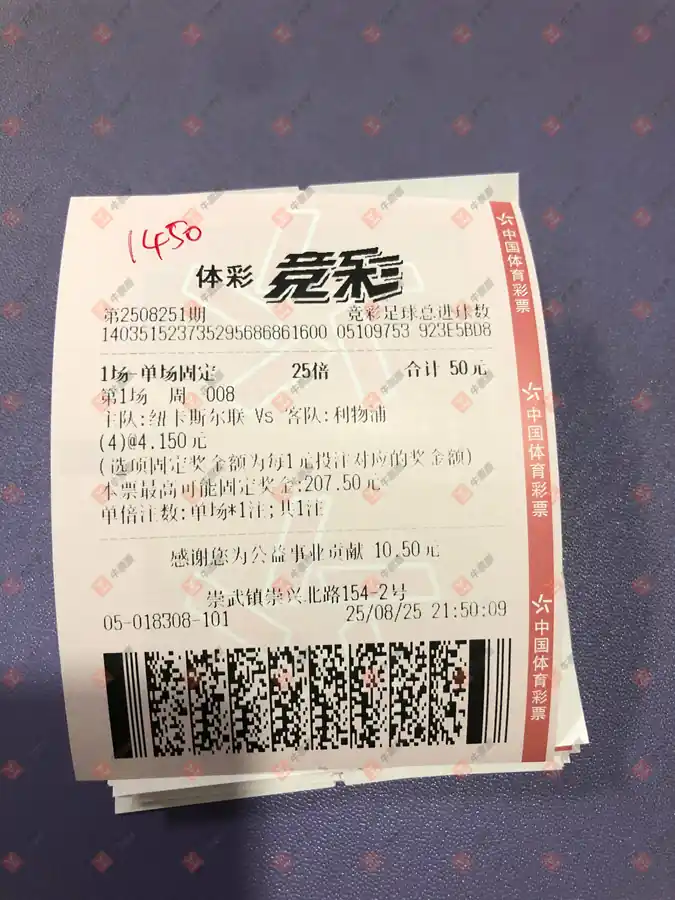 1450
体彩 竞彩
第2508251期 竞彩足球总进球数
140351523735295686861600 05109753 923E5BD8
1场-单场固定 25倍 合计 50元
第1场 周一 008
主队:纽卡斯尔联 Vs 客队:利物浦
(4)@4.150元
(选项固定奖金额为每1元投注对应的奖金额)
本票最高可能固定奖金:207.50元
单倍注数:单场*1注;共1注
感谢您为公益事业贡献 10.50元
崇武镇崇兴北路154-2号
05-018308-101 25/08/25 21:50:09
中国体育彩票
中国体育彩票
中国体育彩票